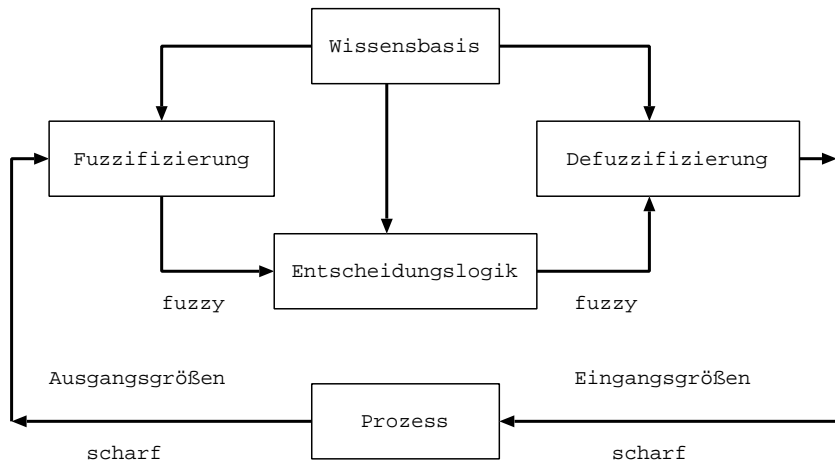 Wissensbasis
Fuzzifizierung
Defuzzifizierung
Entscheidungslogik
fuzzy
fuzzy
Ausgangsgrößen
Eingangsgrößen
Prozess
scharf
scharf